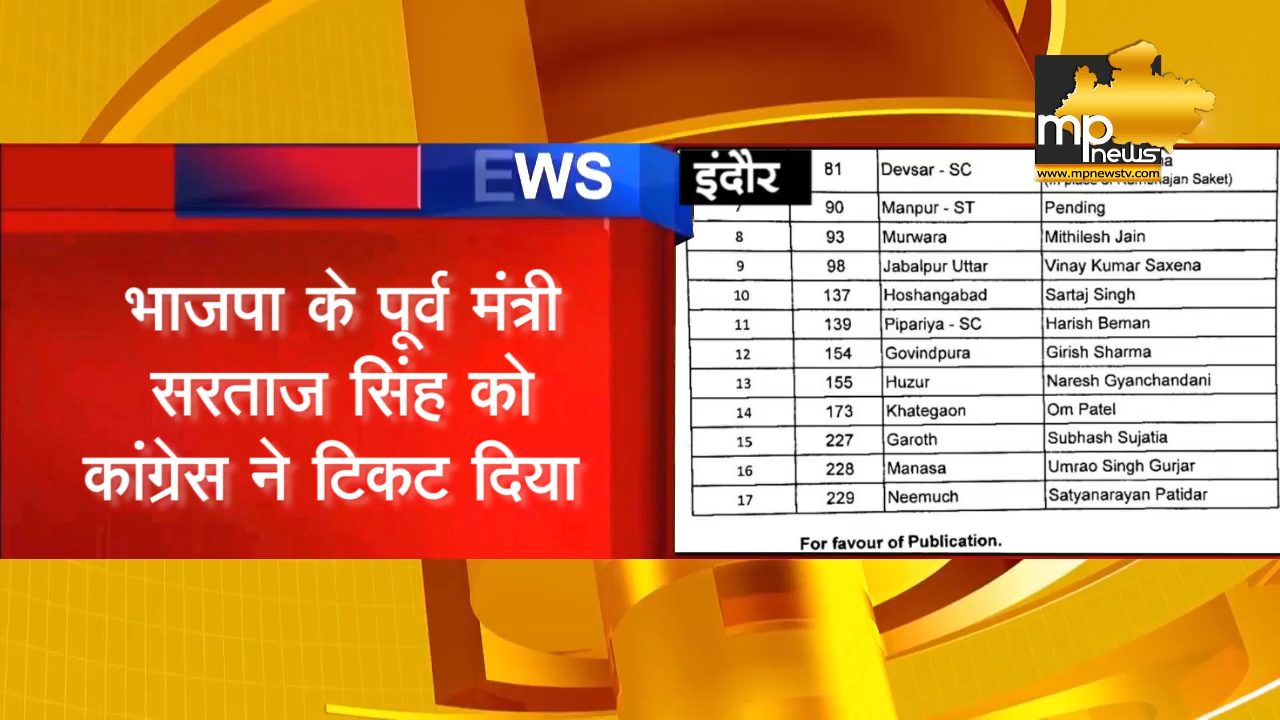 EWS
भाजपा के पूर्व मंत्री
सरताज सिंह को
कांग्रेस ने टिकट दिया
इंदौर
mp
news
www.mpnewstv.com
81 Devsar - SC
Saket)
7 90 Manpur - ST Pending
8 93 Murwara Mithilesh Jain
9 98 Jabalpur Uttar Vinay Kumar Saxena
10 137 Hoshangabad Sartaj Singh
11 139 Pipariya - SC Harish Beman
12 154 Govindpura Girish Sharma
13 155 Huzur Naresh Gyanchandani
14 173 Khategaon Om Patel
15 227 Garoth Subhash Sujatia
16 228 Manasa Umrao Singh Gurjar
17 229 Neemuch Satyanarayan Patidar
For favour of Publication.